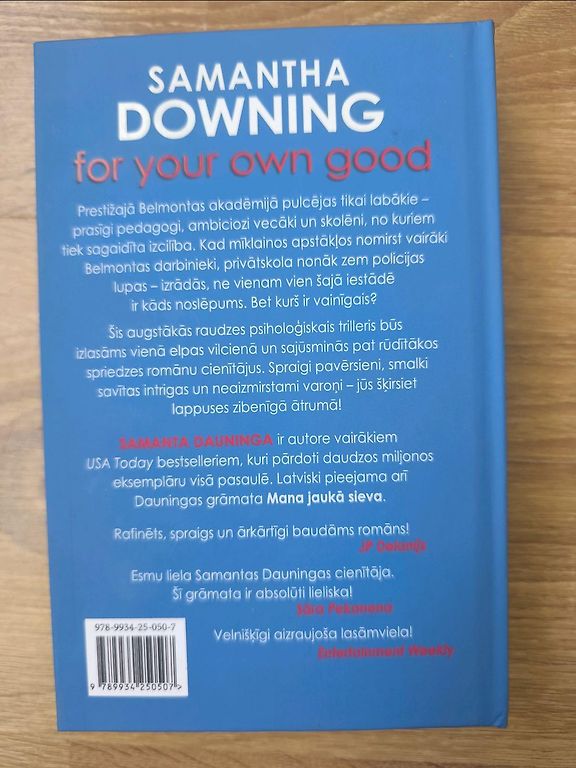 SAMANTHA
DOWNING
for your own good
Prestižajā Belmontas akadēmijā pulcējas tikai labākie –
prasīgi pedagogi, ambiciozi vecāki un skolēni, no kuriem
tiek sagaidīta izcilība. Kad mīklainos apstākļos nomirst vairāki
Belmontas darbinieki, privātskola nonāk zem policijas
lupas – izrādās, ne vienam vien šajā iestādē
ir kāds noslēpums. Bet kurš ir vainīgais?
Šis augstākās raudzes psiholoģiskais trilleris būs
izlasāms vienā elpas vilcienā un sajūsminās pat rūdītākos
spriedzes romānu cienītājus. Spraigi pavērsieni, smalki
savītas intrigas un neaizmirstami varoņi – jūs šķirsiet
lappuses zibenīgā ātrumā!
SAMANTA DAUNINGA ir autore vairākiem
USA Today bestselleriem, kuri pārdoti daudzos miljonos
eksemplāru visā pasaulē. Latviski pieejama arī
Dauningas grāmata Mana jaukā sieva.
Rafinēts, spraigs un ārkārtīgi baudāms romāns!
JP Delanijs
Esmu liela Samantas Dauningas cienītāja.
Šī grāmata ir absolūti lieliska!
Sāra Pekanena
Velnišķīgi aizraujoša lasāmviela!
Entertainment Weekly
978-9934-25-050-7
9 789934 250507>